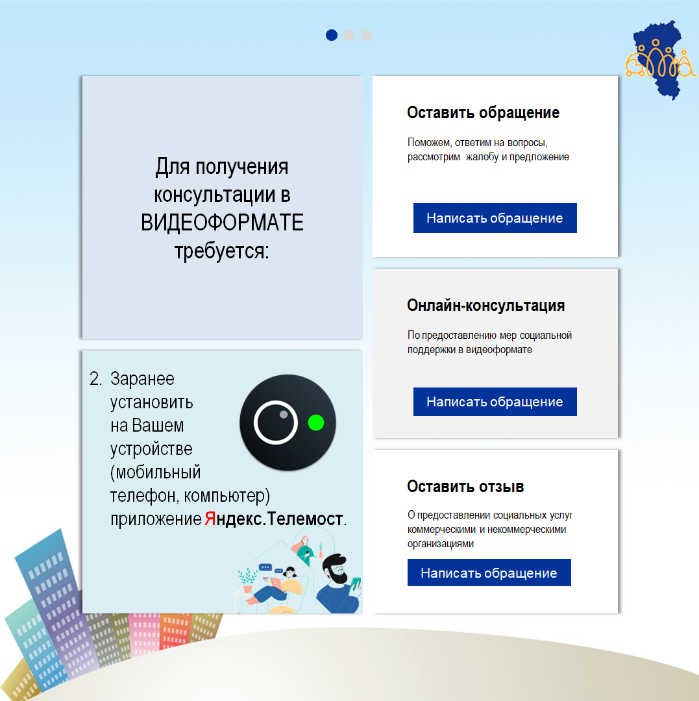 Для получения
консультации в
ВИДЕОФОРМАТЕ
требуется:
2. Заранее
установить
на Вашем
устройстве
(мобильный
телефон, компьютер)
приложение Яндекс.Телемост.
Оставить обращение
Поможем, ответим на вопросы,
рассмотрим жалобу и предложение
Написать обращение
Онлайн-консультация
По предоставлению мер социальной
поддержки в видеоформате
Написать обращение
Оставить отзыв
О предоставлении социальных услуг
коммерческими и некоммерческими
организациями
Написать обращение